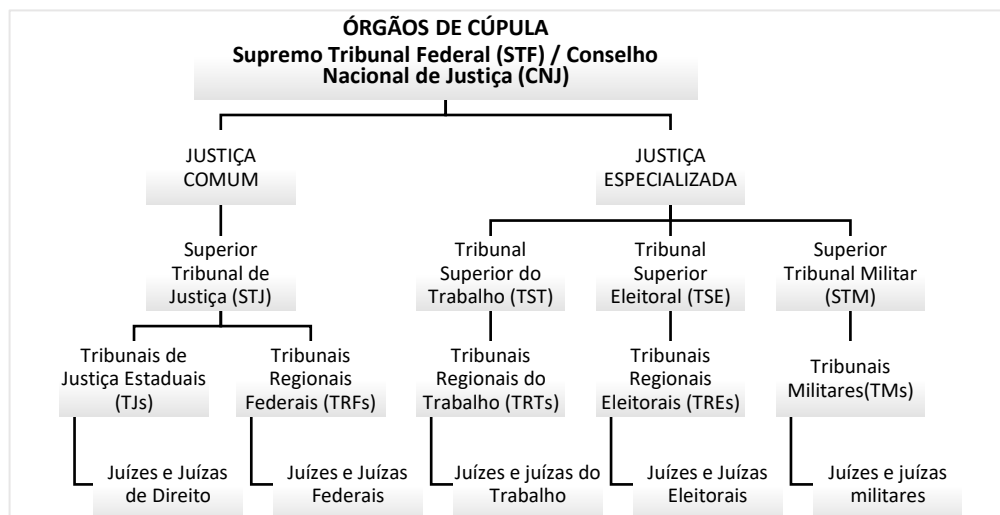 ÓRGÃOS DE CÚPULA
Supremo Tribunal Federal (STF) / Conselho
Nacional de Justiça (CNJ)
JUSTIÇA
COMUM
JUSTIÇA
ESPECIALIZADA
Superior
Tribunal de
Justiça (STJ)
Tribunal
Superior do
Trabalho (TST)
Tribunal
Superior
Eleitoral (TSE)
Superior
Tribunal Militar
(STM)
Tribunais de
Justiça Estaduais
(TJs)
Tribunais
Regionais
Federais (TRFs)
Tribunais
Regionais do
Trabalho (TRTs)
Tribunais
Regionais
Eleitorais (TREs)
Tribunais
Militares(TMs)
Juízes e Juízas
de Direito
Juízes e Juízas
Federais
Juízes e juízas do
Trabalho
Juízes e Juízas
Eleitorais
Juízes e juízas
militares